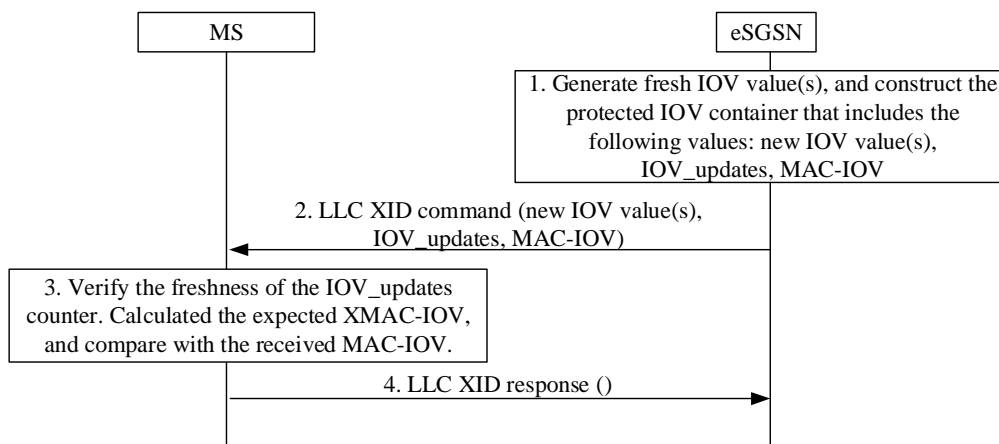 MS
eSGSN
1. Generate fresh IOV value(s), and construct the
protected IOV container that includes the
following values: new IOV value(s),
IOV_updates, MAC-IOV
2. LLC XID command (new IOV value(s),
IOV_updates, MAC-IOV)
3. Verify the freshness of the IOV_updates
counter. Calculated the expected XMAC-IOV,
and compare with the received MAC-IOV.
4. LLC XID response ()